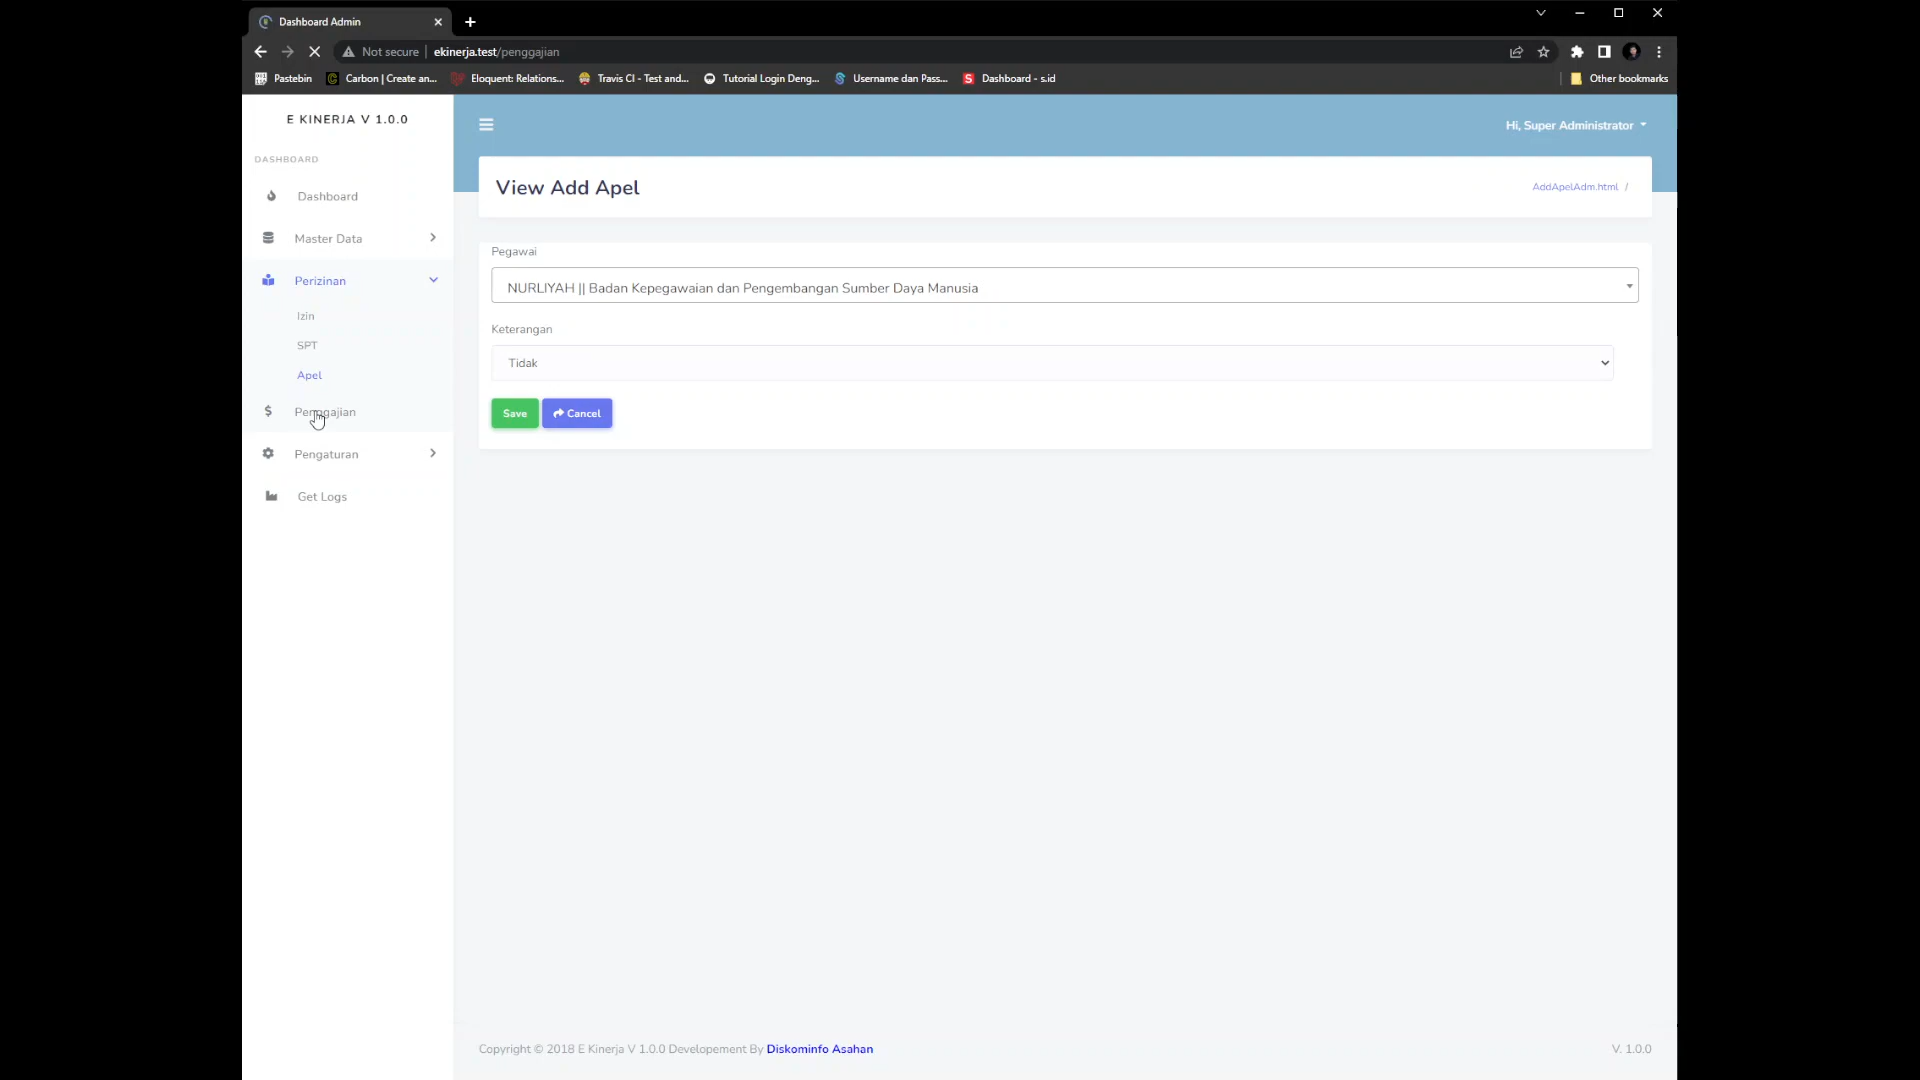 Dashboard Admin
Not secure | ekinerja.test/penggajian
Pastebin
Carbon | Create an...
Eloquent: Relations...
Travis CI - Test and...
Tutorial Login Deng...
Username dan Pass...
Dashboard - s.id
Other bookmarks
E KINERJA V 1.0.0
Hi, Super Administrator
DASHBOARD
Dashboard
Master Data
Perizinan
Izin
SPT
Apel
Penggajian
Pengaturan
Get Logs
View Add Apel
AddApelAdm.html /
Pegawai
NURLIYAH || Badan Kepegawaian dan Pengembangan Sumber Daya Manusia
Keterangan
Tidak
Save
Cancel
Copyright © 2018 E Kinerja V 1.0.0 Developement By Diskominfo Asahan
V. 1.0.0